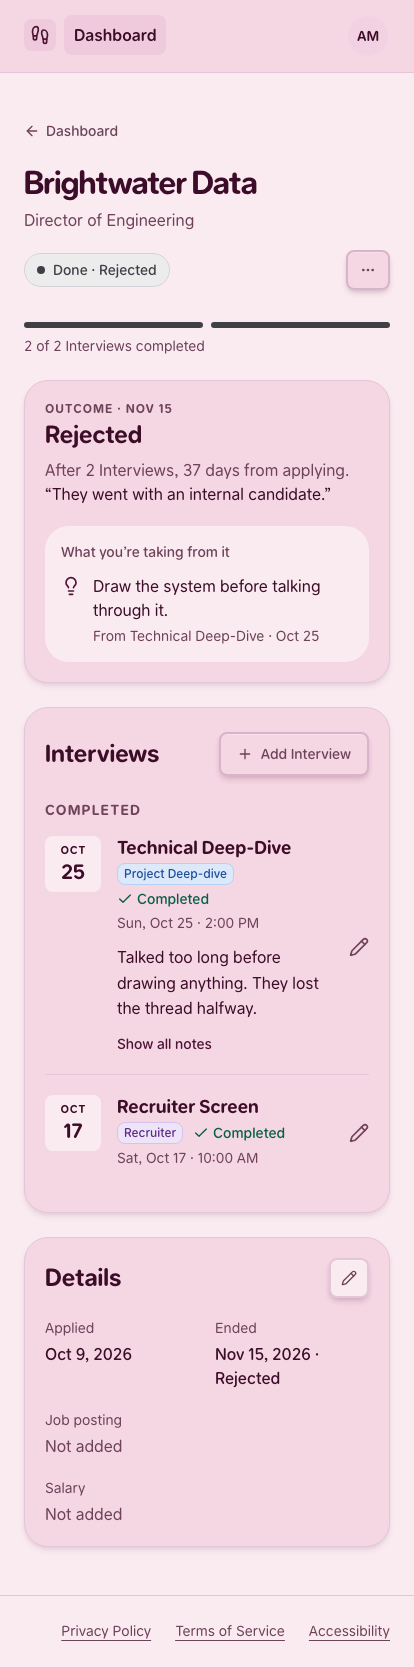 Dashboard
AM
Dashboard
Brightwater Data
Director of Engineering
Done · Rejected
2 of 2 Interviews completed
OUTCOME · NOV 15
Rejected
After 2 Interviews, 37 days from applying.
“They went with an internal candidate.”
What you’re taking from it
Draw the system before talking
through it.
From Technical Deep-Dive · Oct 25
Interviews
Add Interview
COMPLETED
OCT
25
Technical Deep-Dive
Project Deep-dive
Completed
Sun, Oct 25 · 2:00 PM
Talked too long before
drawing anything. They lost
the thread halfway.
Show all notes
OCT
17
Recruiter Screen
Recruiter
Completed
Sat, Oct 17 · 10:00 AM
Details
Applied
Oct 9, 2026
Ended
Nov 15, 2026 ·
Rejected
Job posting
Not added
Salary
Not added
Privacy Policy
Terms of Service
Accessibility